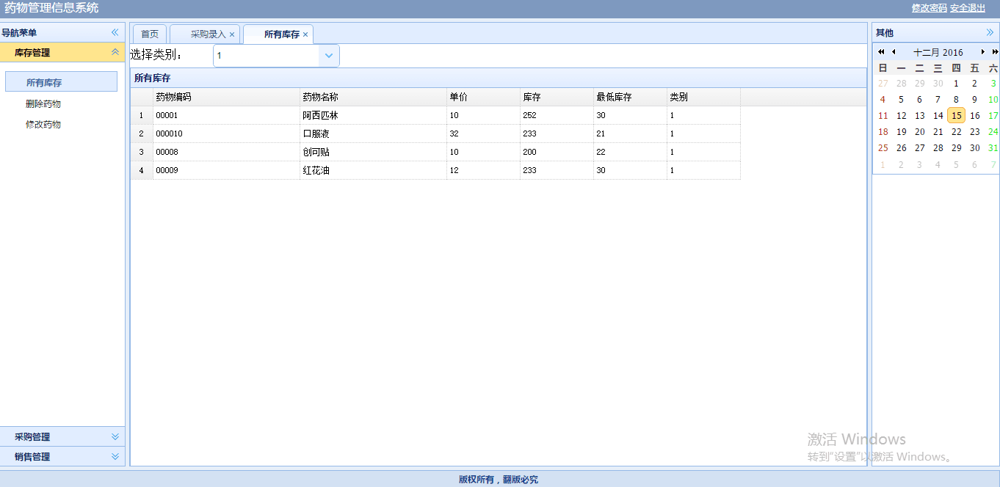 药物管理信息系统
修改密码 安全退出
导航菜单
库存管理
所有库存
删除药物
修改药物
采购管理
销售管理
首页 采购录入 所有库存
选择类别： 1
所有库存
药物编码 药物名称 单价 库存 最低库存 类别
1 00001 阿西匹林 10 252 30 1
2 000010 口服液 32 233 21 1
3 00008 创可贴 10 200 22 1
4 00009 红花油 12 233 30 1
其他
十二月 2016
日 一 二 三 四 五 六
27 28 29 30 1 2 3
4 5 6 7 8 9 10
11 12 13 14 15 16 17
18 19 20 21 22 23 24
25 26 27 28 29 30 31
1 2 3 4 5 6 7
激活 Windows
转到"设置"以激活 Windows。
版权所有，翻版必究